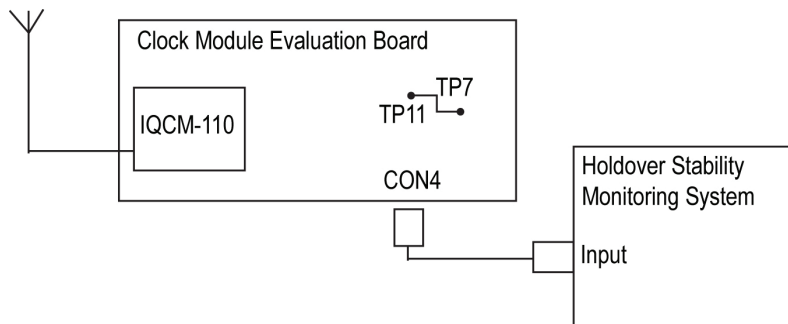 Clock Module Evaluation Board
IQCM-110
TP7
TP11
CON4
Holdover Stability
Monitoring System
Input